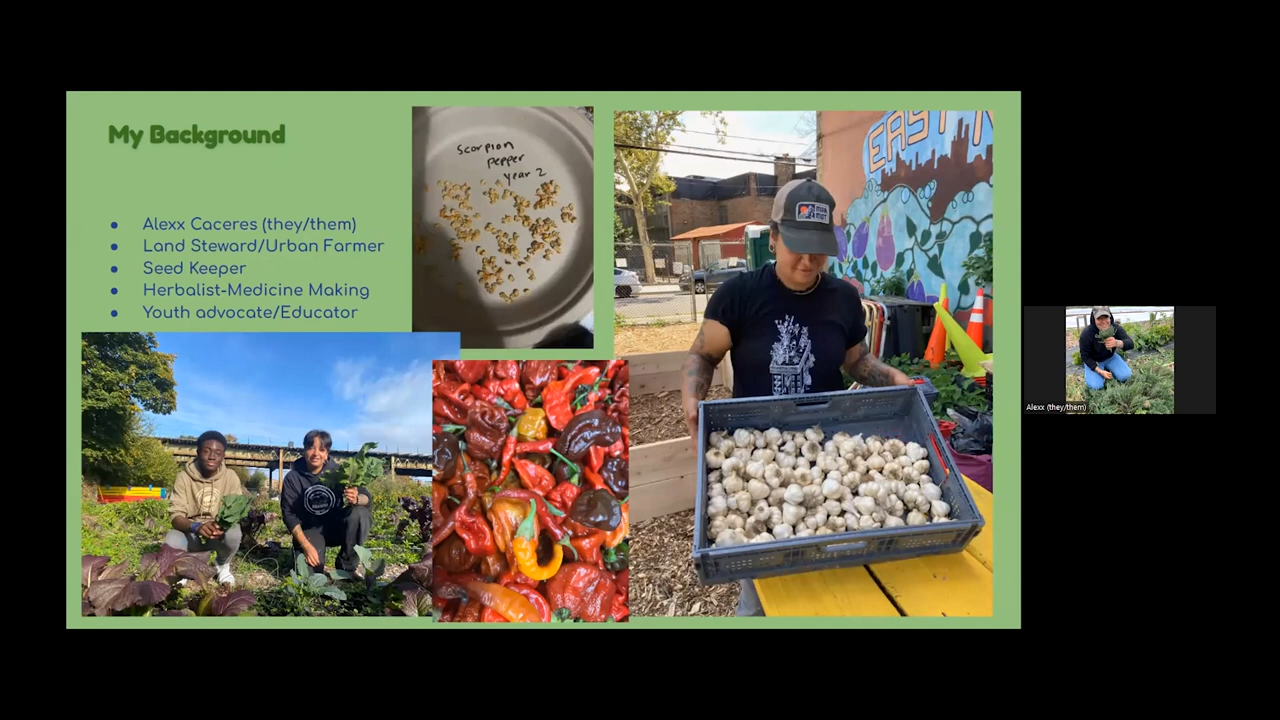 My Background
Alexx Caceres (they/them)
Land Steward/Urban Farmer
Seed Keeper
Herbalist-Medicine Making
Youth advocate/Educator
scorpion
pepper
year 2
EAST N
Alexx (they/them)